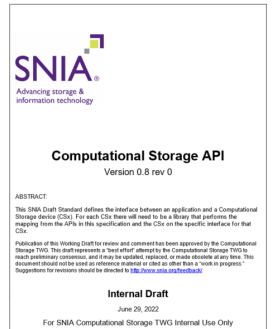 SNIA®
Advancing storage &
information technology
Computational Storage API
Version 0.8 rev 0
ABSTRACT:
This SNIA Draft Standard defines the interface between an application and a Computational
Storage device (CSx). For each CSx there will need to be a library that performs the
mapping from the APIs in this specification and the CSx on the specific interface for that
CSx.
Publication of this Working Draft for review and comment has been approved by the Computational
Storage TWG. This draft represents a "best effort" attempt by the Computational Storage TWG to
reach preliminary consensus, and it may be updated, replaced, or made obsolete at any time. This
document should not be used as reference material or cited as other than a "work in progress."
Suggestions for revisions should be directed to http://www.snia.org/feedback/.
Internal Draft
June 29, 2022
For SNIA Computational Storage TWG Internal Use Only